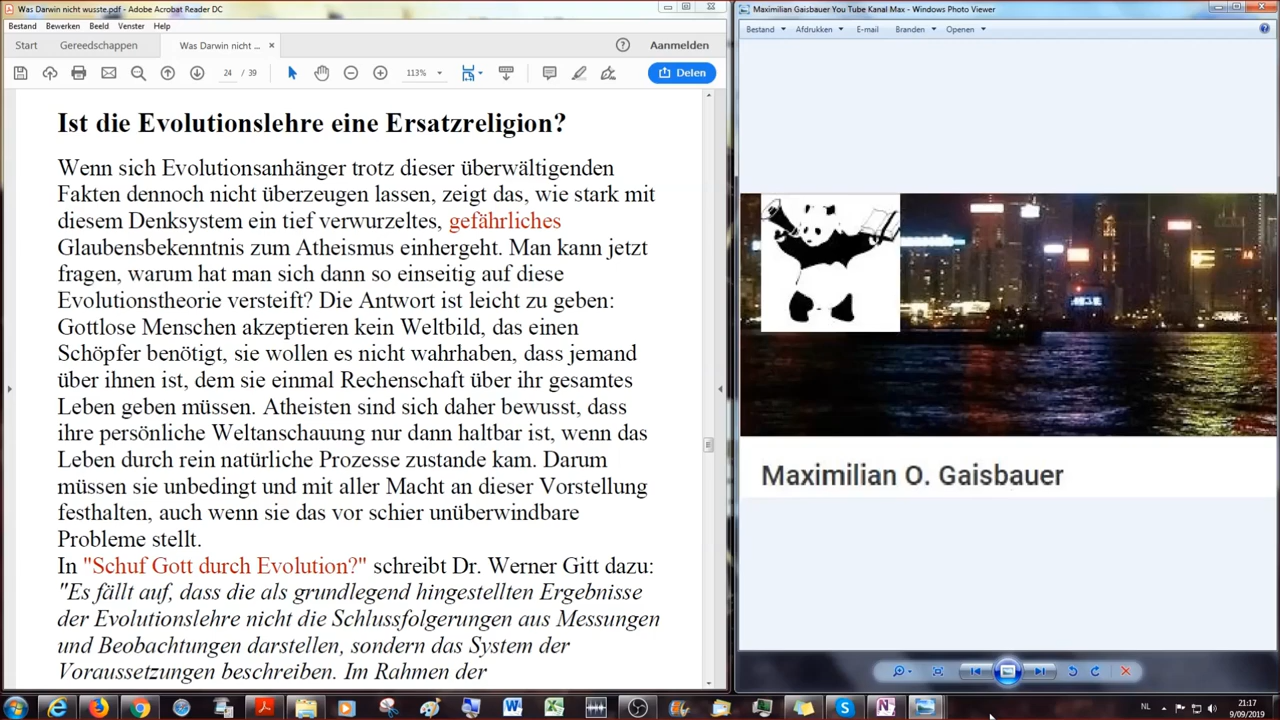 Was Darwin nicht wusste.pdf - Adobe Acrobat Reader DC
Bestand Bewerken Beeld Venster Help
Start Gereedschappen Was Darwin nicht ... × Aanmelden
24 / 39 113% Delen
Ist die Evolutionslehre eine Ersatzreligion?
Wenn sich Evolutionsanhänger trotz dieser überwältigenden
Fakten dennoch nicht überzeugen lassen, zeigt das, wie stark mit
diesem Denksystem ein tief verwurzeltes, gefährliches
Glaubensbekenntnis zum Atheismus einhergeht. Man kann jetzt
fragen, warum hat man sich dann so einseitig auf diese
Evolutionstheorie versteift? Die Antwort ist leicht zu geben:
Gottlose Menschen akzeptieren kein Weltbild, das einen
Schöpfer benötigt, sie wollen es nicht wahrhaben, dass jemand
über ihnen ist, dem sie einmal Rechenschaft über ihr gesamtes
Leben geben müssen. Atheisten sind sich daher bewusst, dass
ihre persönliche Weltanschauung nur dann haltbar ist, wenn das
Leben durch rein natürliche Prozesse zustande kam. Darum
müssen sie unbedingt und mit aller Macht an dieser Vorstellung
festhalten, auch wenn sie das vor schier unüberwindbare
Probleme stellt.
In "Schuf Gott durch Evolution?" schreibt Dr. Werner Gitt dazu:
"Es fällt auf, dass die als grundlegend hingestellten Ergebnisse
der Evolutionslehre nicht die Schlussfolgerungen aus Messungen
und Beobachtungen darstellen, sondern das System der
Voraussetzungen beschreiben. Im Rahmen der
Maximilian Gaisbauer You Tube Kanal Max - Windows Photo Viewer
Bestand Afdrukken E-mail Branden Openen
Maximilian O. Gaisbauer
NL 21:17
9/09/2019